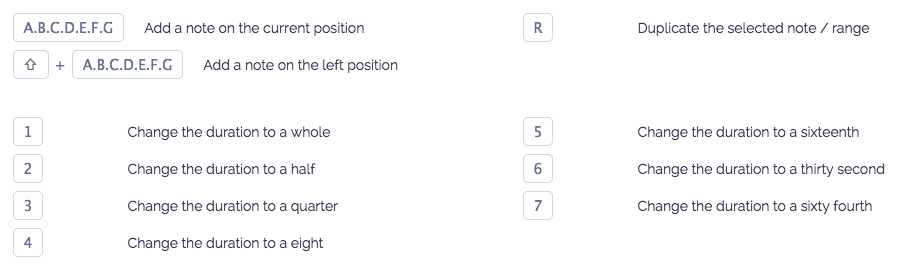 A.B.C.D.E.F.G Add a note on the current position
⇧ + A.B.C.D.E.F.G Add a note on the left position
R Duplicate the selected note / range
1 Change the duration to a whole
2 Change the duration to a half
3 Change the duration to a quarter
4 Change the duration to a eight
5 Change the duration to a sixteenth
6 Change the duration to a thirty second
7 Change the duration to a sixty fourth